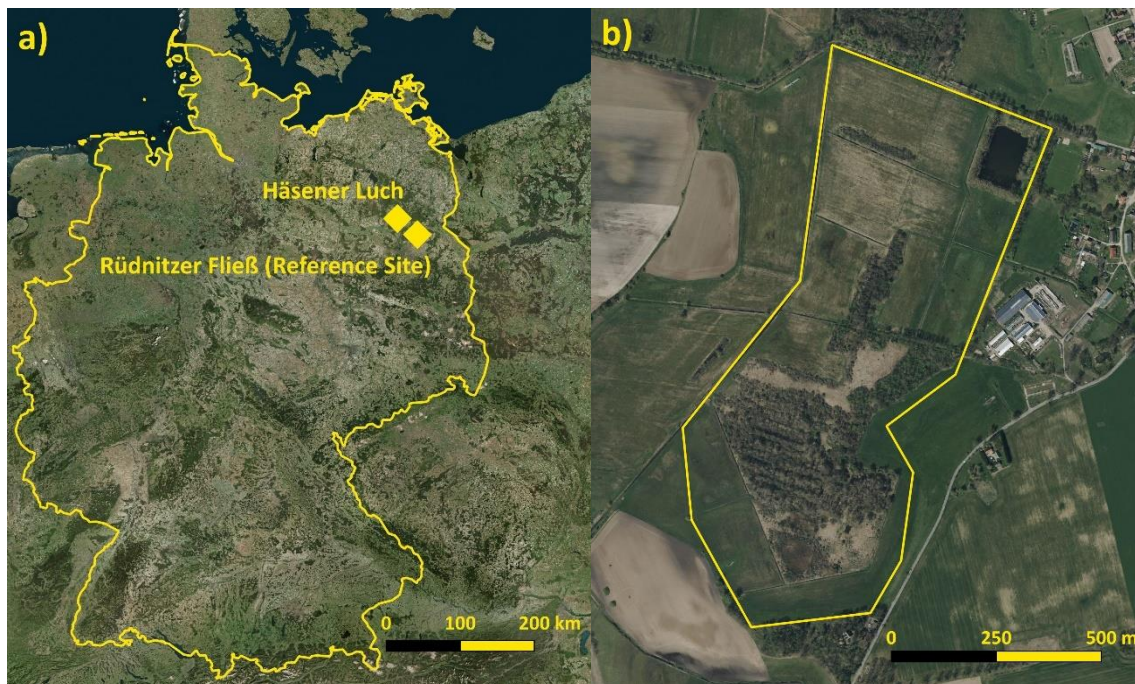 a)
Häsener Luch
Rüdnitzer Fließ (Reference Site)
0 100 200 km
b)
0 250 500 m